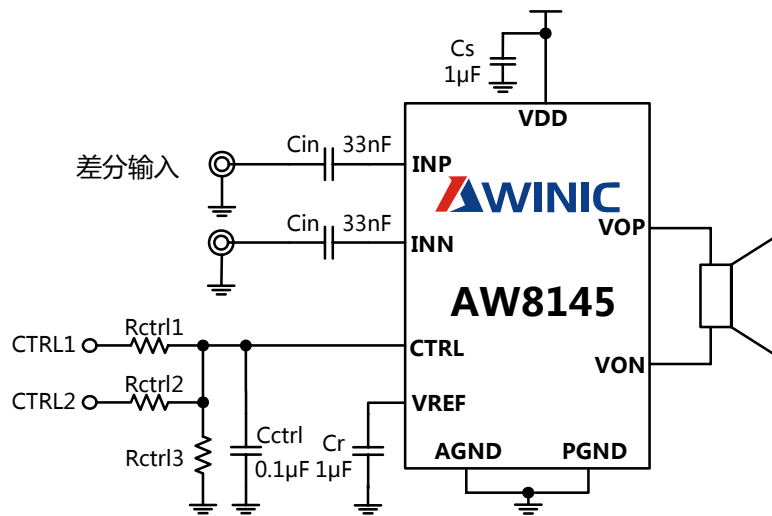 Cs
1μF
VDD
Cin 33nF
差分输入
INP
AWINIC
Cin 33nF
INN
VOP
AW8145
Rctrl1
CTRL1
CTRL
VON
Rctrl2
CTRL2
VREF
Cctrl
Cr
Rctrl3
0.1μF
1μF
AGND
PGND